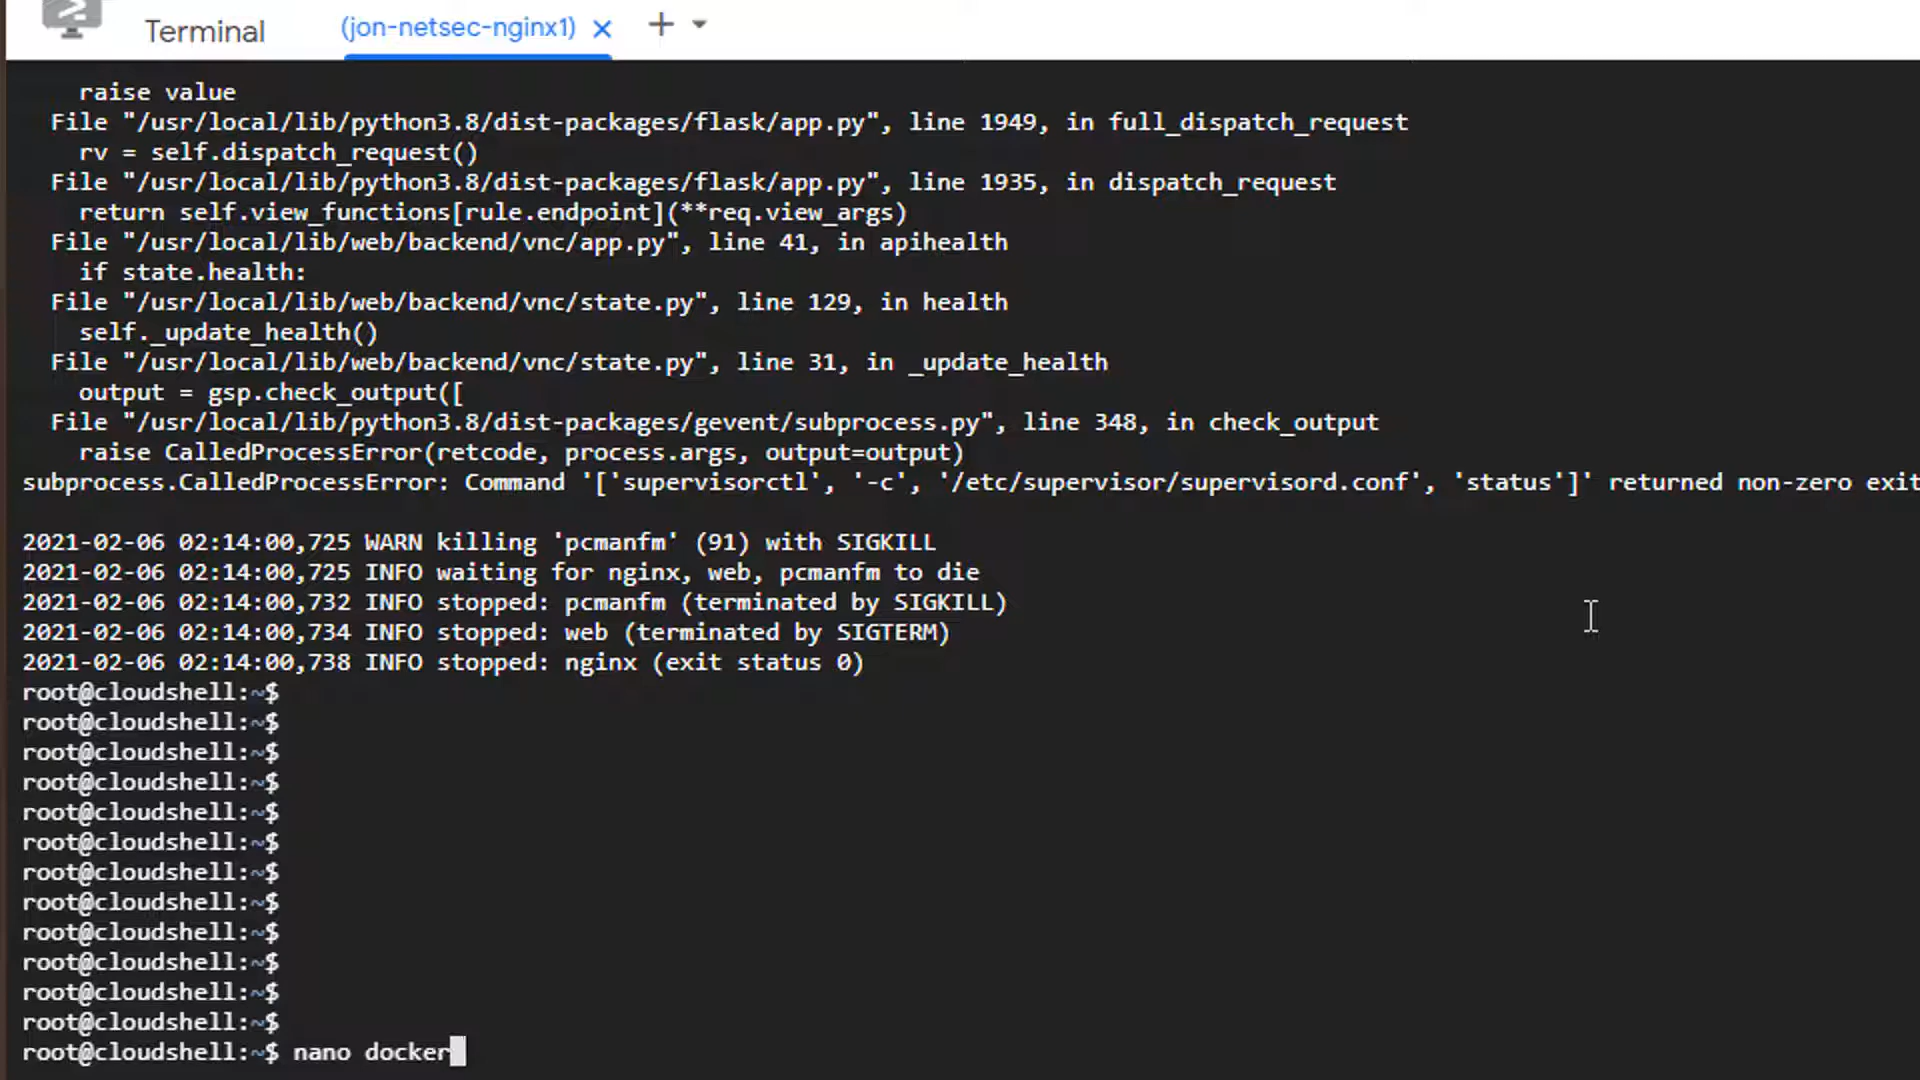 Terminal
(jon-netsec-nginx1)
raise value
File "/usr/local/lib/python3.8/dist-packages/flask/app.py", line 1949, in full_dispatch_request
rv = self.dispatch_request()
File "/usr/local/lib/python3.8/dist-packages/flask/app.py", line 1935, in dispatch_request
return self.view_functions[rule.endpoint](**req.view_args)
File "/usr/local/lib/web/backend/vnc/app.py", line 41, in apihealth
if state.health:
File "/usr/local/lib/web/backend/vnc/state.py", line 129, in health
self._update_health()
File "/usr/local/lib/web/backend/vnc/state.py", line 31, in _update_health
output = gsp.check_output([
File "/usr/local/lib/python3.8/dist-packages/gevent/subprocess.py", line 348, in check_output
raise CalledProcessError(retcode, process.args, output=output)
subprocess.CalledProcessError: Command '['supervisorctl', '-c', '/etc/supervisor/supervisord.conf', 'status']' returned non-zero exit
2021-02-06 02:14:00,725 WARN killing 'pcmanfm' (91) with SIGKILL
2021-02-06 02:14:00,725 INFO waiting for nginx, web, pcmanfm to die
2021-02-06 02:14:00,732 INFO stopped: pcmanfm (terminated by SIGKILL)
2021-02-06 02:14:00,734 INFO stopped: web (terminated by SIGTERM)
2021-02-06 02:14:00,738 INFO stopped: nginx (exit status 0)
root@cloudshell:~$
root@cloudshell:~$
root@cloudshell:~$
root@cloudshell:~$
root@cloudshell:~$
root@cloudshell:~$
root@cloudshell:~$
root@cloudshell:~$
root@cloudshell:~$
root@cloudshell:~$
root@cloudshell:~$
root@cloudshell:~$
root@cloudshell:~$ nano docker